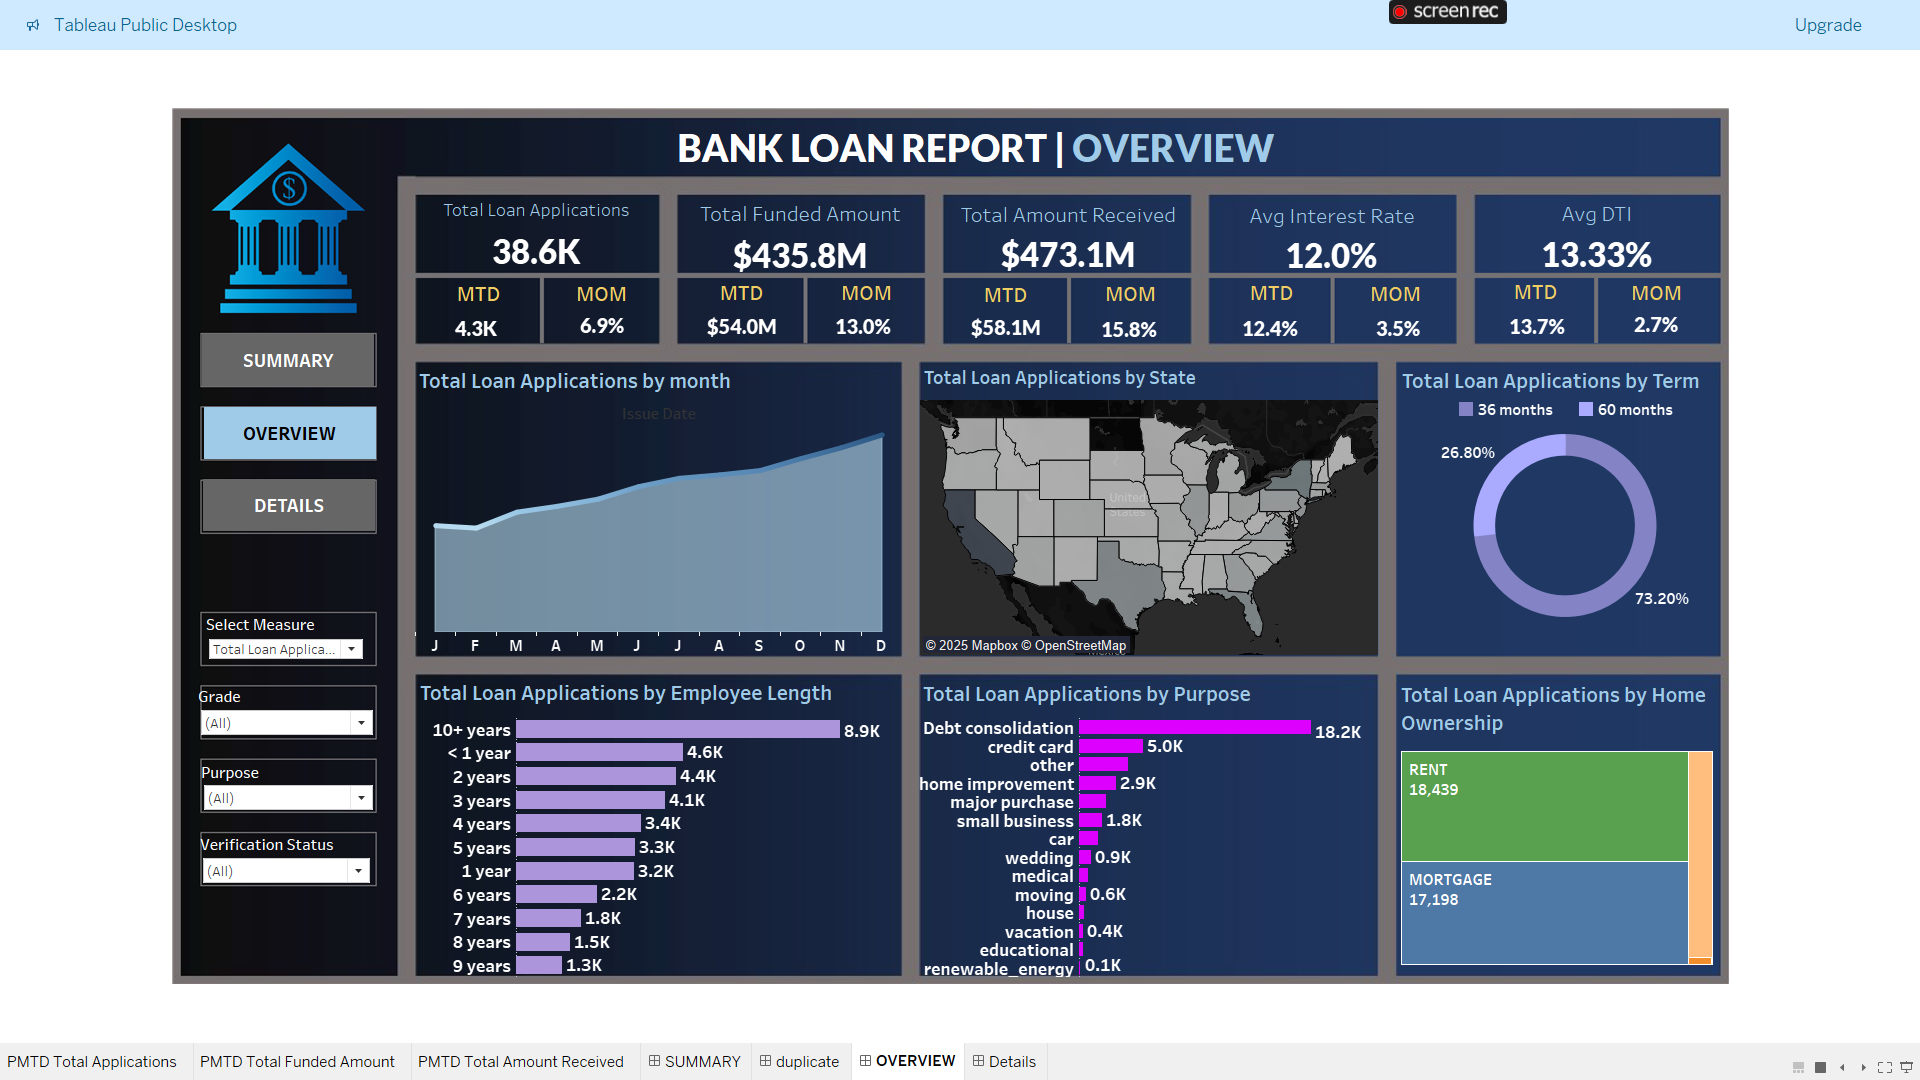 Tableau Public Desktop
screenrec
Upgrade
BANK LOAN REPORT | OVERVIEW
$
Total Loan Applications
38.6K
MTD
MOM
4.3K
6.9%
Total Funded Amount
$435.8M
MTD
MOM
$54.0M
13.0%
Total Amount Received
$473.1M
MTD
MOM
$58.1M
15.8%
Avg Interest Rate
12.0%
MTD
MOM
12.4%
3.5%
Avg DTI
13.33%
MTD
MOM
13.7%
2.7%
SUMMARY
OVERVIEW
DETAILS
Select Measure
Total Loan Applica...
Grade
(All)
Purpose
(All)
Verification Status
(All)
Total Loan Applications by month
Issue Date
J F M A M J J A S O N D
Total Loan Applications by State
United
States
© 2025 Mapbox © OpenStreetMap
Mexico
Total Loan Applications by Term
36 months
60 months
26.80%
73.20%
Total Loan Applications by Employee Length
10+ years 8.9K
< 1 year 4.6K
2 years 4.4K
3 years 4.1K
4 years 3.4K
5 years 3.3K
1 year 3.2K
6 years 2.2K
7 years 1.8K
8 years 1.5K
9 years 1.3K
Total Loan Applications by Purpose
Debt consolidation 18.2K
credit card 5.0K
other
home improvement 2.9K
major purchase
small business 1.8K
car
wedding 0.9K
medical
moving 0.6K
house
vacation 0.4K
educational
renewable_energy 0.1K
Total Loan Applications by Home
Ownership
RENT
18,439
MORTGAGE
17,198
PMTD Total Applications
PMTD Total Funded Amount
PMTD Total Amount Received
SUMMARY
duplicate
OVERVIEW
Details